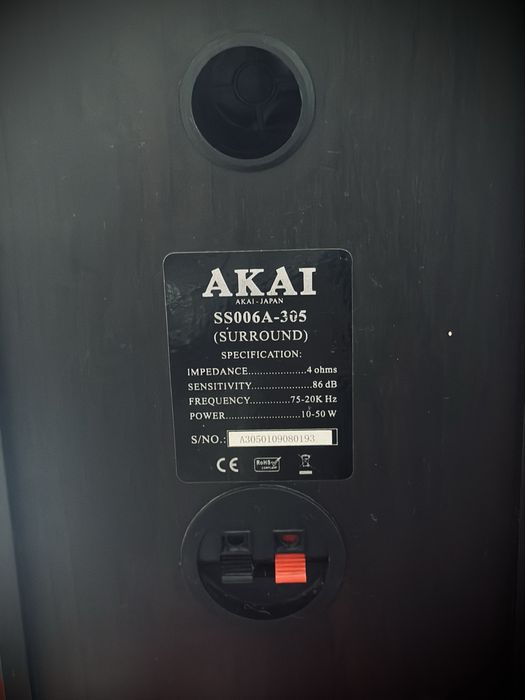 AKAI
AKAI - JAPAN
SS006A-305
(SURROUND)
SPECIFICATION:
IMPEDANCE...................4 ohms
SENSITIVITY....................86 dB
FREQUENCY.............75-20K Hz
POWER........................10-50 W
S/NO.: A3050109080193
CE RoHS